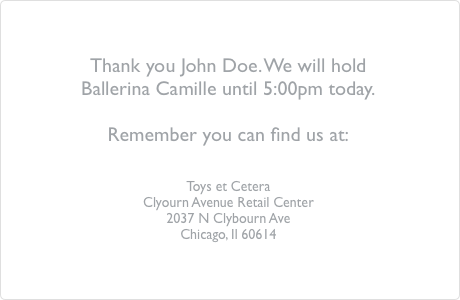 Thank you John Doe. We will hold
Ballerina Camille until 5:00pm today.
Remember you can find us at:
Toys et Cetera
Clyourn Avenue Retail Center
2037 N Clybourn Ave
Chicago, Il 60614